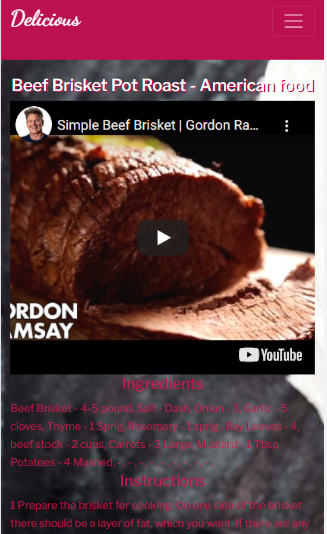 Delicious
Beef Brisket Pot Roast - American food
Simple Beef Brisket | Gordon Ra...
ORDON
MSAY
YouTube
Ingredients
Beef Brisket - 4-5 pound, Salt - Dash, Onion - 3, Garlic - 5
cloves, Thyme - 1 Sprig, Rosemary - 1 sprig , Bay Leaves - 4,
beef stock - 2 cups, Carrots - 3 Large, Mustard - 1 Tbsp,
Potatoes - 4 Mashed, - , - , - , - , - , - , - , -
Instructions
1 Prepare the brisket for cooking: On one side of the brisket
there should be a layer of fat, which you want. If there are any